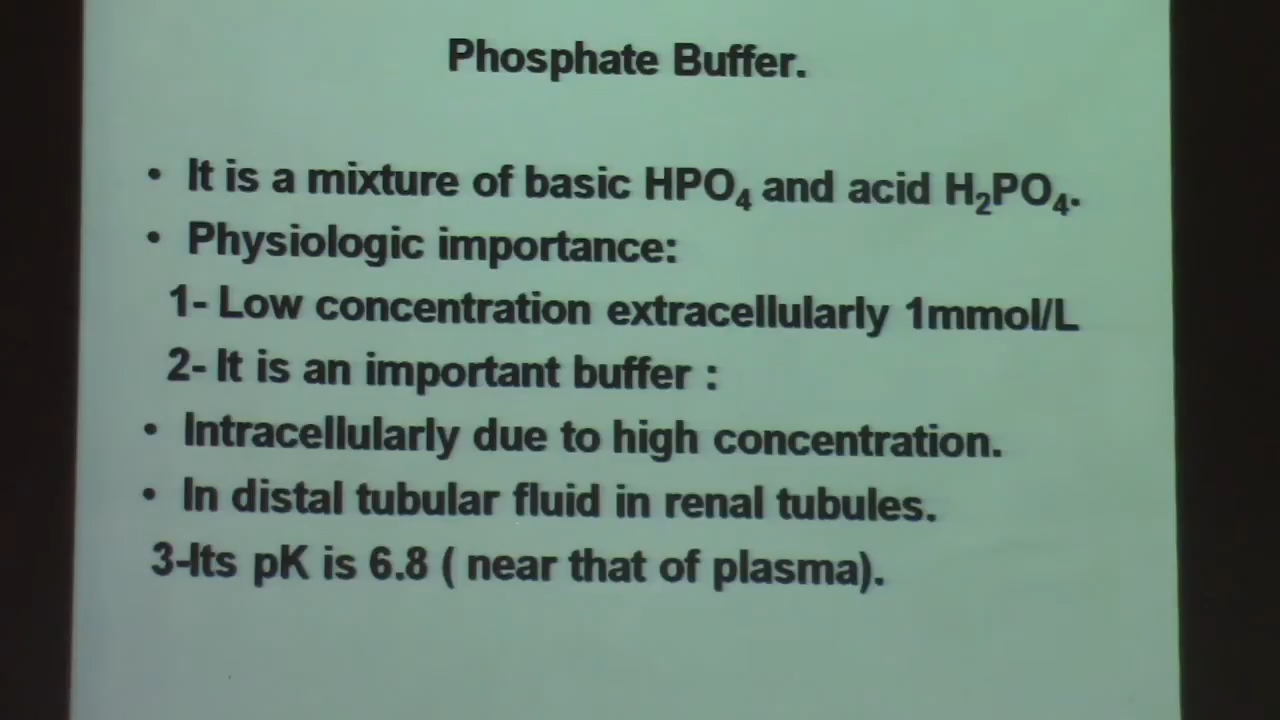 Phosphate Buffer.
• It is a mixture of basic HPO₄ and acid H₂PO₄.
• Physiologic importance:
1- Low concentration extracellularly 1mmol/L
2- It is an important buffer :
• Intracellularly due to high concentration.
• In distal tubular fluid in renal tubules.
3-Its pK is 6.8 ( near that of plasma).